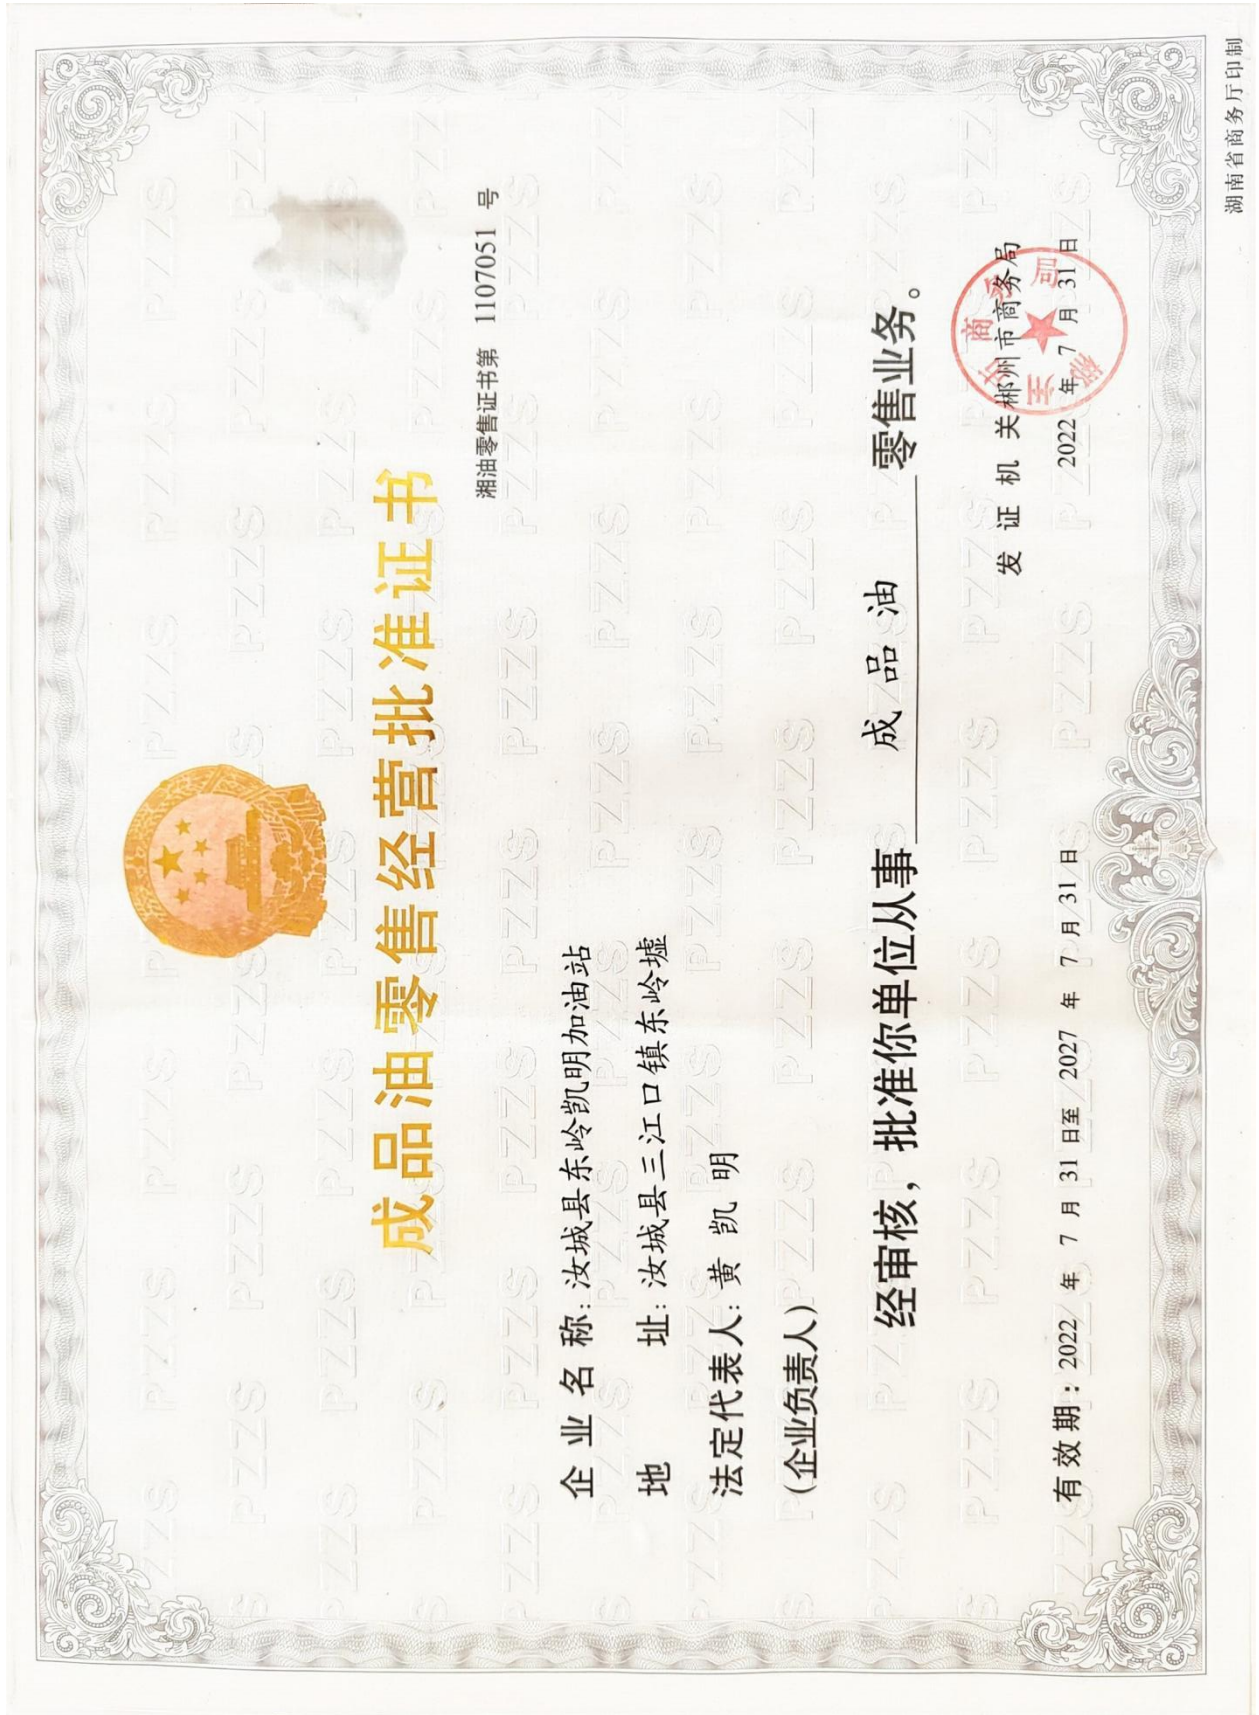 成品油零售经营批准证书
湘油零售证书第 1107051 号
企业名称:汝城县东岭凯明加油站
地址:汝城县三江口镇东岭墟
法定代表人:黄凯明
(企业负责人)
经审核,批准你单位从事 成品油 零售业务。
发证机关 郴州市商务局
有效期:2022 年 7 月 31 日至 2027 年 7 月 31 日
2022 年 7 月 31 日
郴州市商务局
湖南省商务厅印制